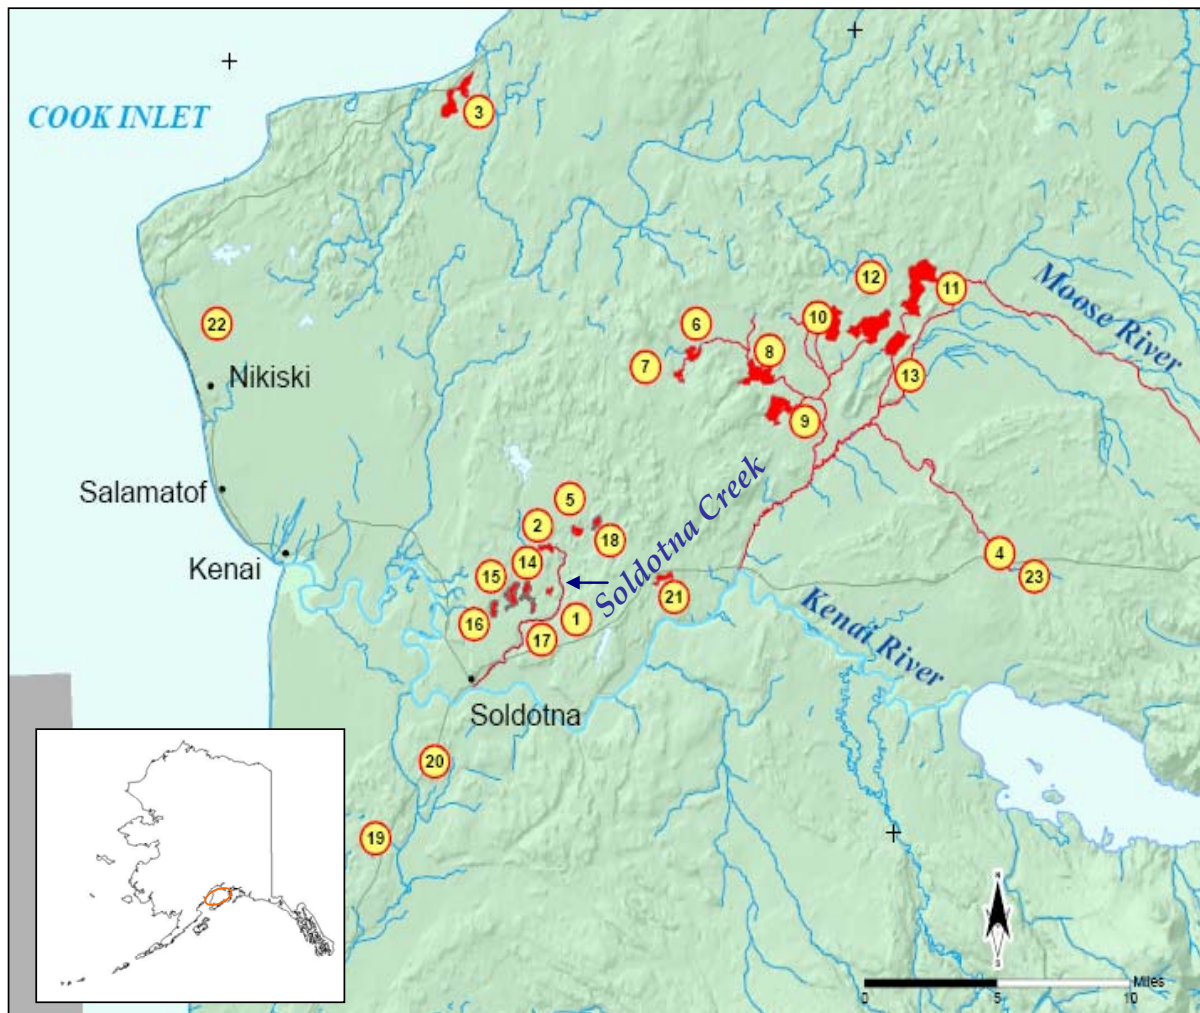 COOK INLET
3
12
11
Moose River
22
6
10
7
8
Nikiski
13
9
Salamatof
Soldotna Creek
5
2
18
Kenai
14
4
15
23
21
16
1
Kenai River
17
Soldotna
20
19
N
S
Miles
0
5
10